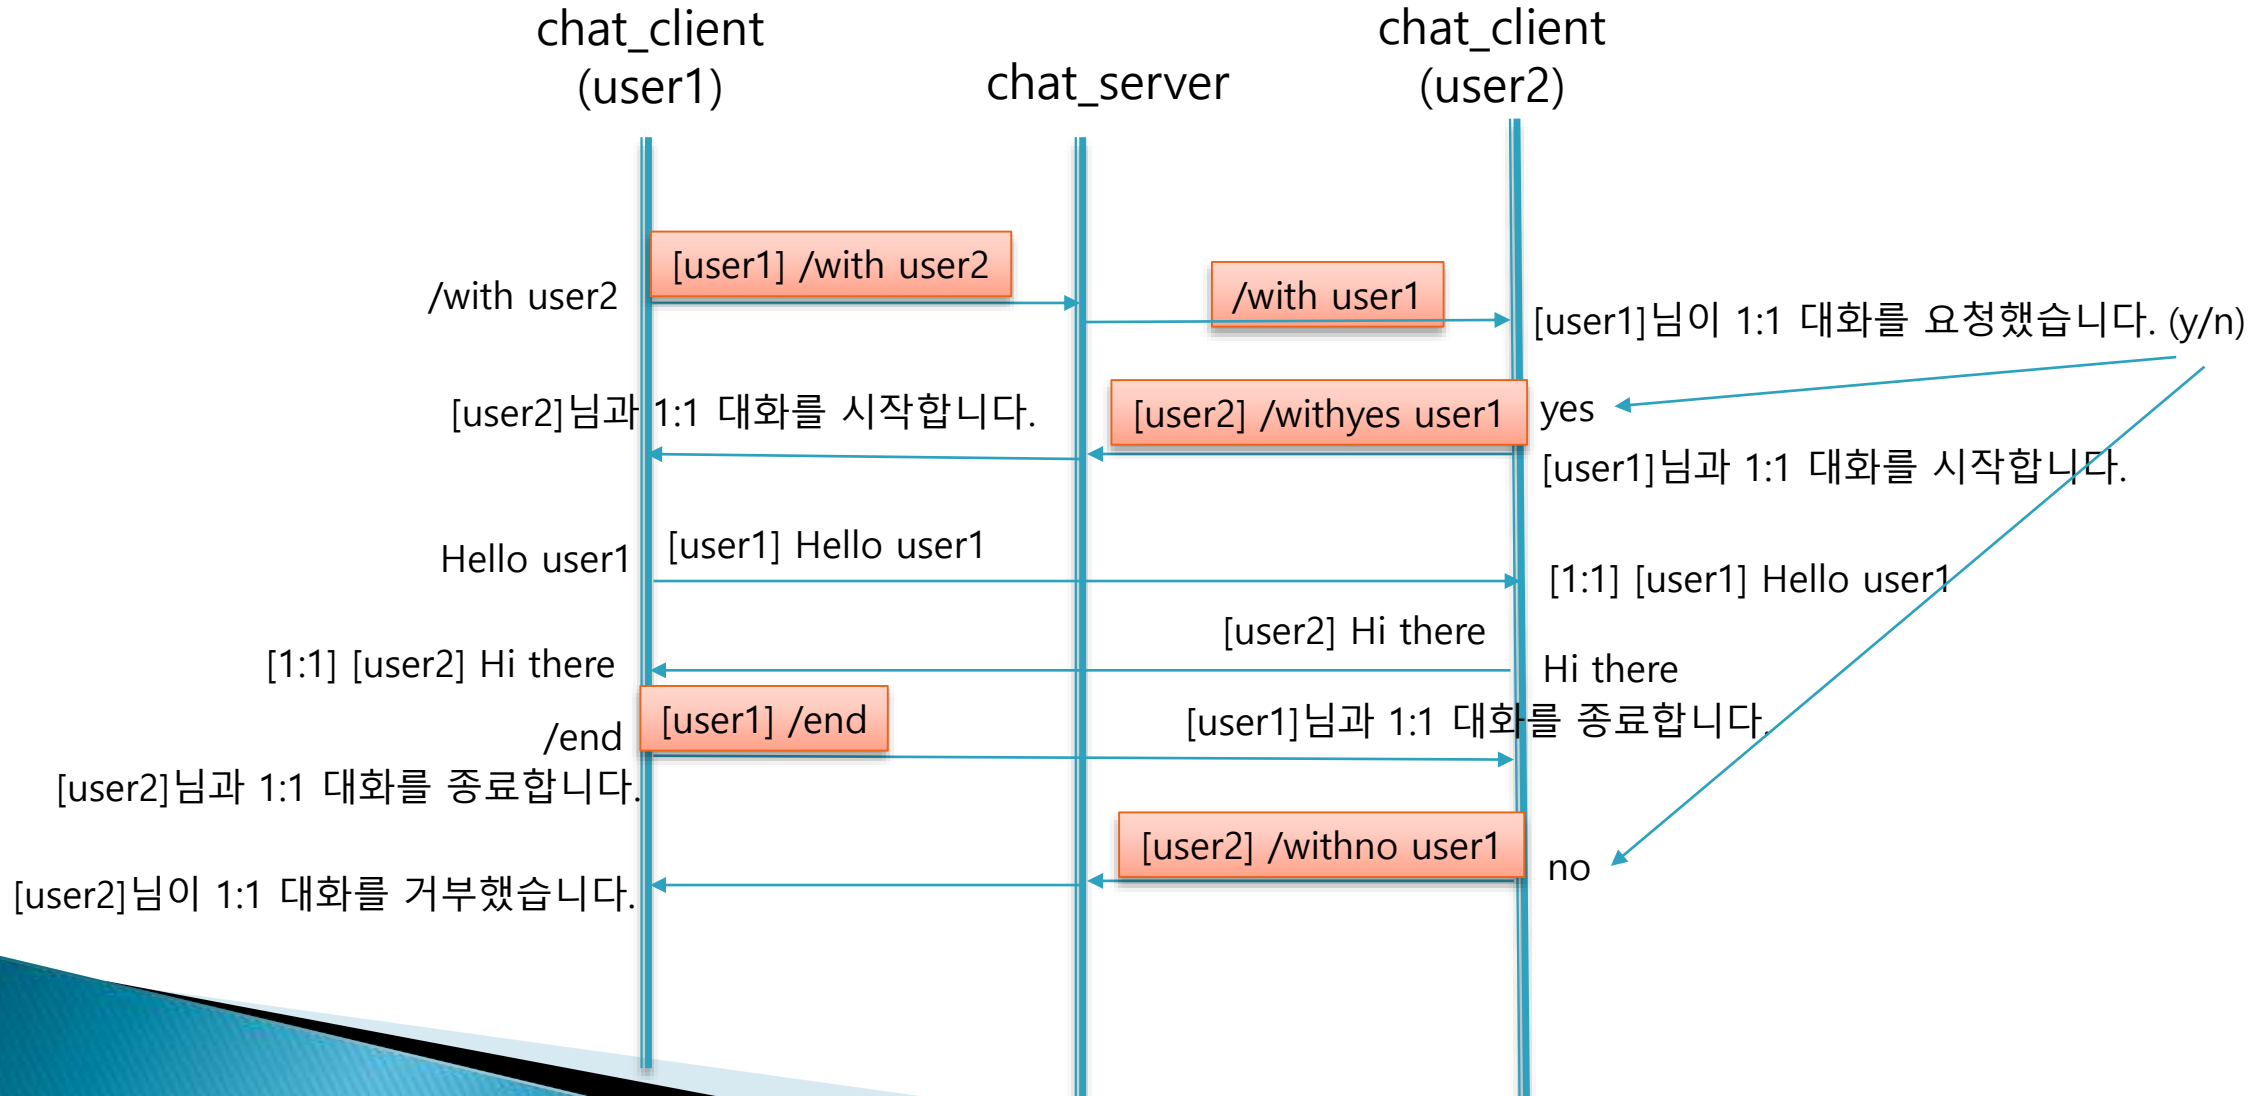 chat_client
(user1)
chat_server
chat_client
(user2)
[user1] /with user2
/with user2
/with user1
[user1]님이 1:1 대화를 요청했습니다. (y/n)
[user2]님과 1:1 대화를 시작합니다.
[user2] /withyes user1
yes
[user1]님과 1:1 대화를 시작합니다.
Hello user1
[user1] Hello user1
[1:1] [user1] Hello user1
[user2] Hi there
[1:1] [user2] Hi there
Hi there
/end
[user1] /end
[user1]님과 1:1 대화를 종료합니다.
[user2]님과 1:1 대화를 종료합니다.
[user2] /withno user1
no
[user2]님이 1:1 대화를 거부했습니다.